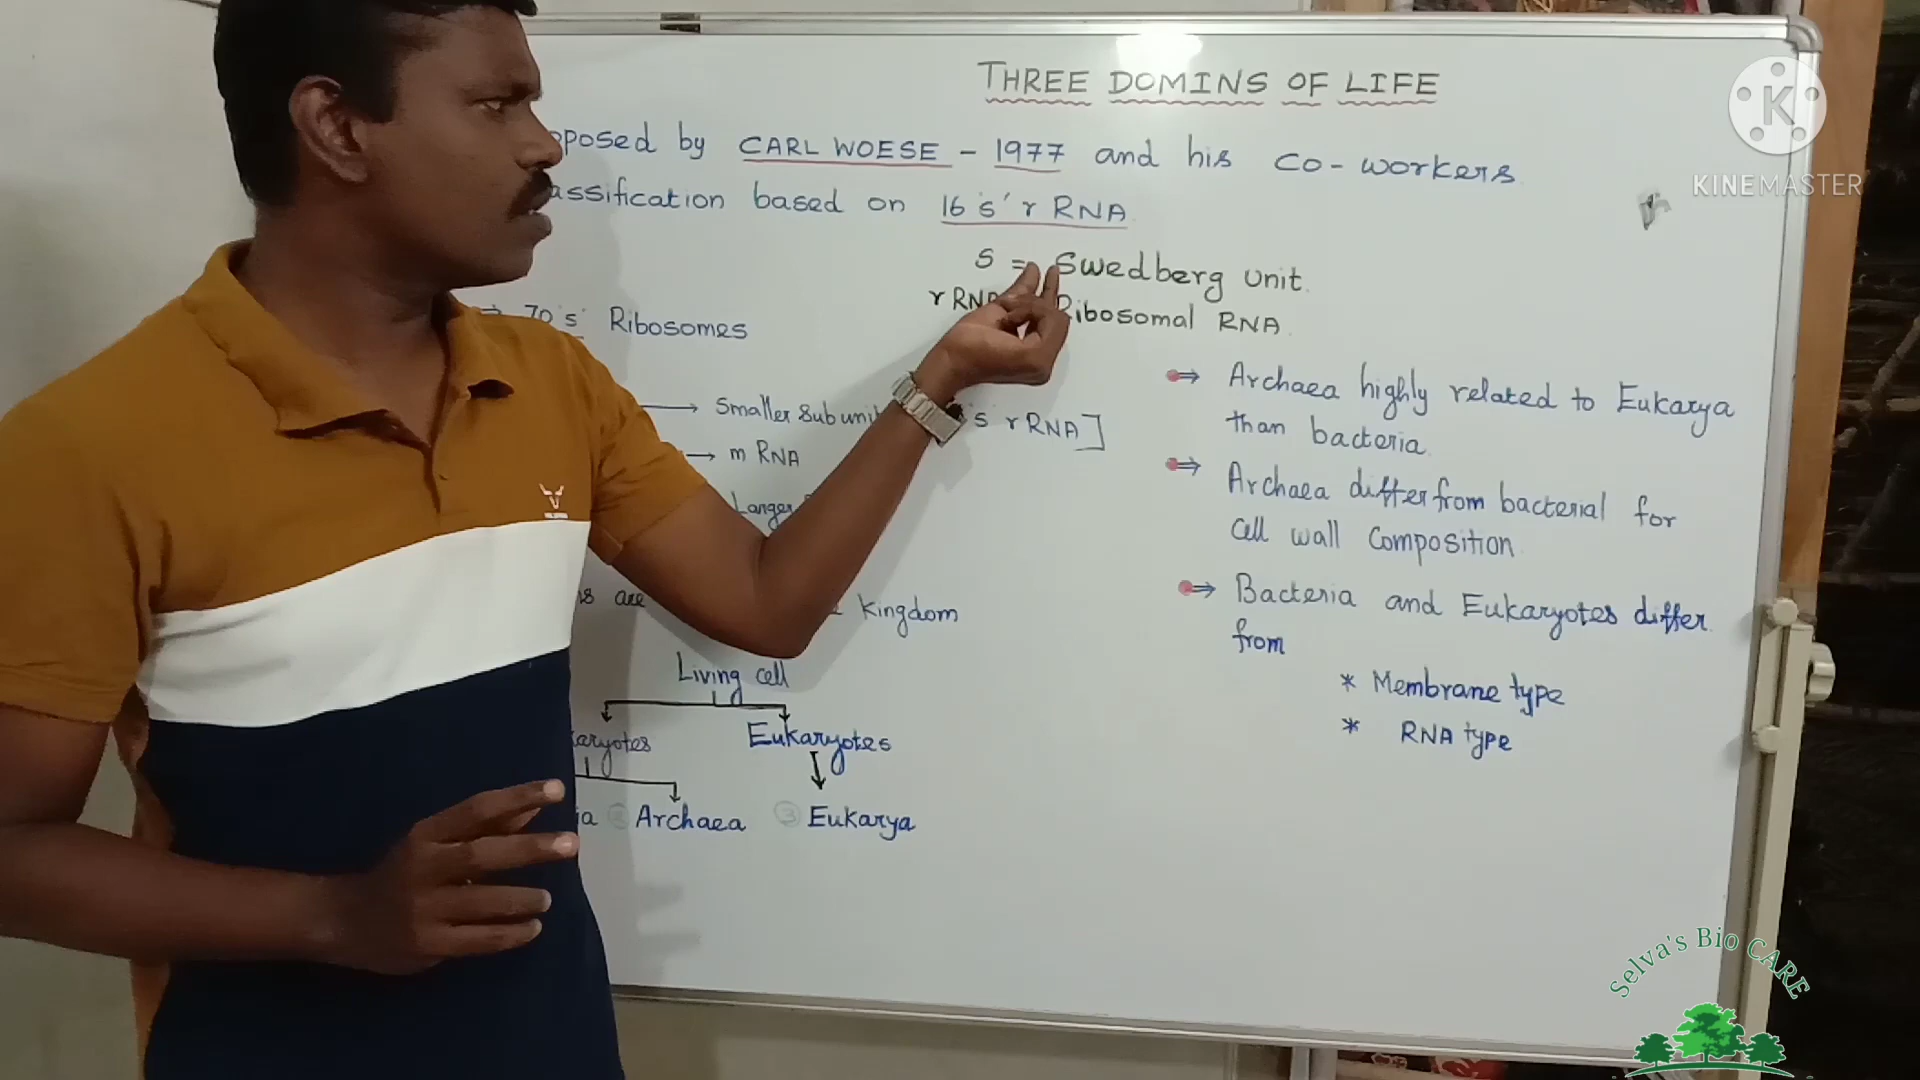 THREE DOMINS OF LIFE
by CARL WOESE - 1977 and his co-workers
based on 16's' r RNA
S = Swedberg unit.
r RNA Ribosomal RNA.
70's' Ribosomes
Smaller Subunit 's' r RNA]
m RNA
Larger
are Kingdom
Living cell
Eukaryotes
Archaea ③ Eukarya
Archaea highly related to Eukarya
than bacteria.
Archaea differ from bacterial for
cell wall composition.
Bacteria and Eukaryotes differ
from
* Membrane type
* RNA type
KINEMASTER
Selva's Bio CARE